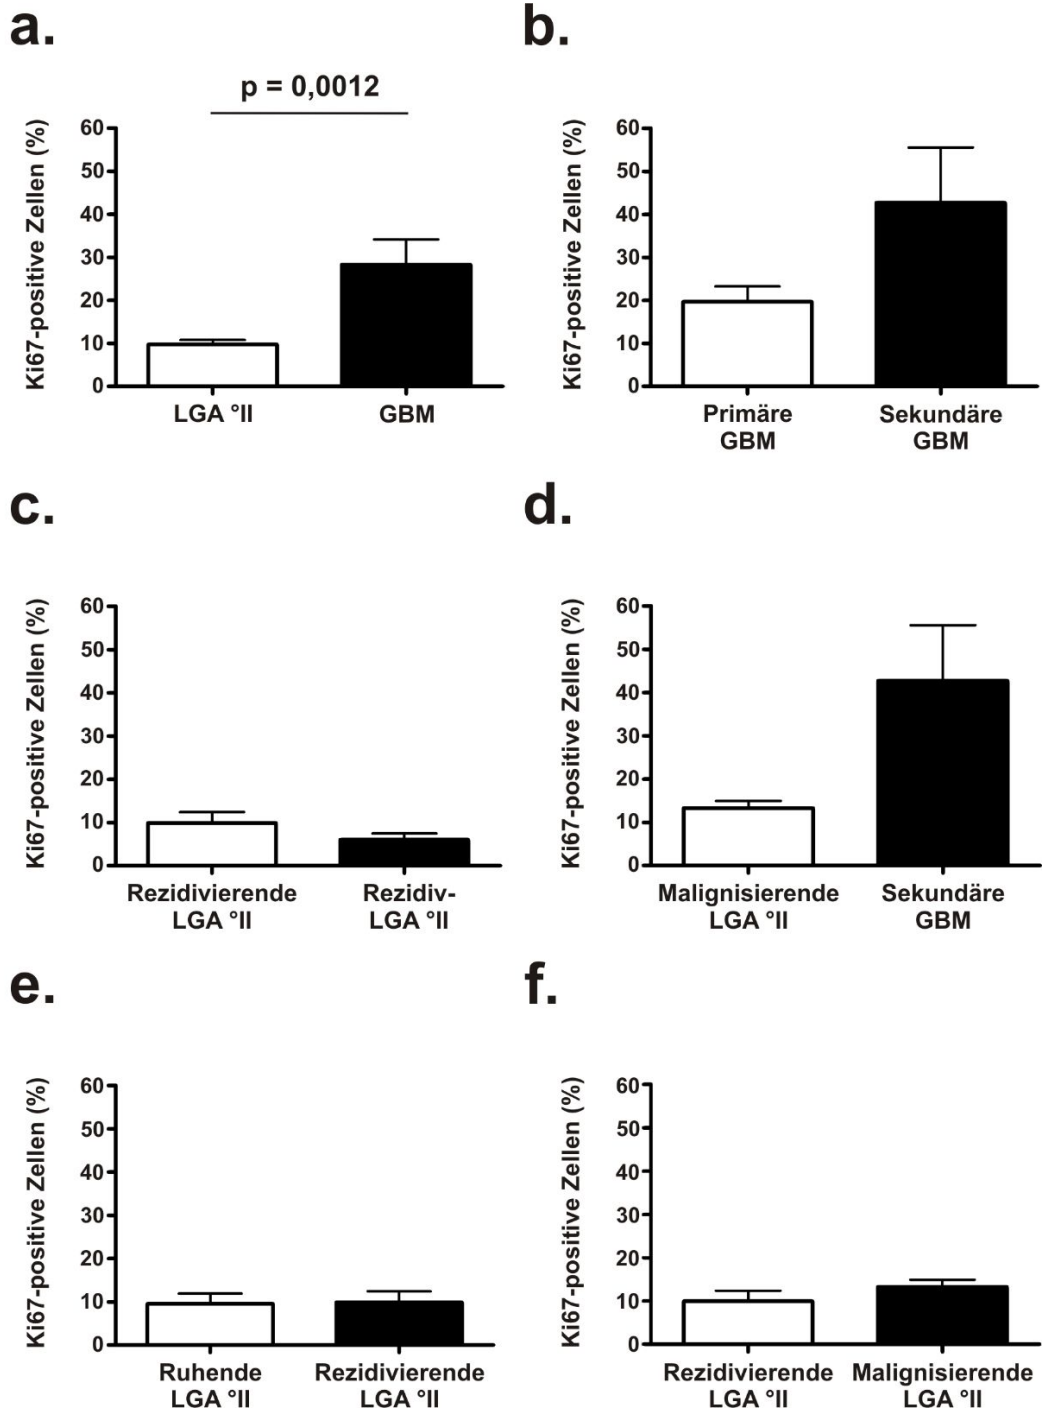 a.
p = 0,0012
Ki67-positive Zellen (%)
60
50
40
30
20
10
0
LGA °II
GBM
b.
Ki67-positive Zellen (%)
60
50
40
30
20
10
0
Primäre
GBM
Sekundäre
GBM
c.
Ki67-positive Zellen (%)
60
50
40
30
20
10
0
Rezidivierende
LGA °II
Rezidiv-
LGA °II
d.
Ki67-positive Zellen (%)
60
50
40
30
20
10
0
Malignisierende
LGA °II
Sekundäre
GBM
e.
Ki67-positive Zellen (%)
60
50
40
30
20
10
0
Ruhende
LGA °II
Rezidivierende
LGA °II
f.
Ki67-positive Zellen (%)
60
50
40
30
20
10
0
Rezidivierende
LGA °II
Malignisierende
LGA °II